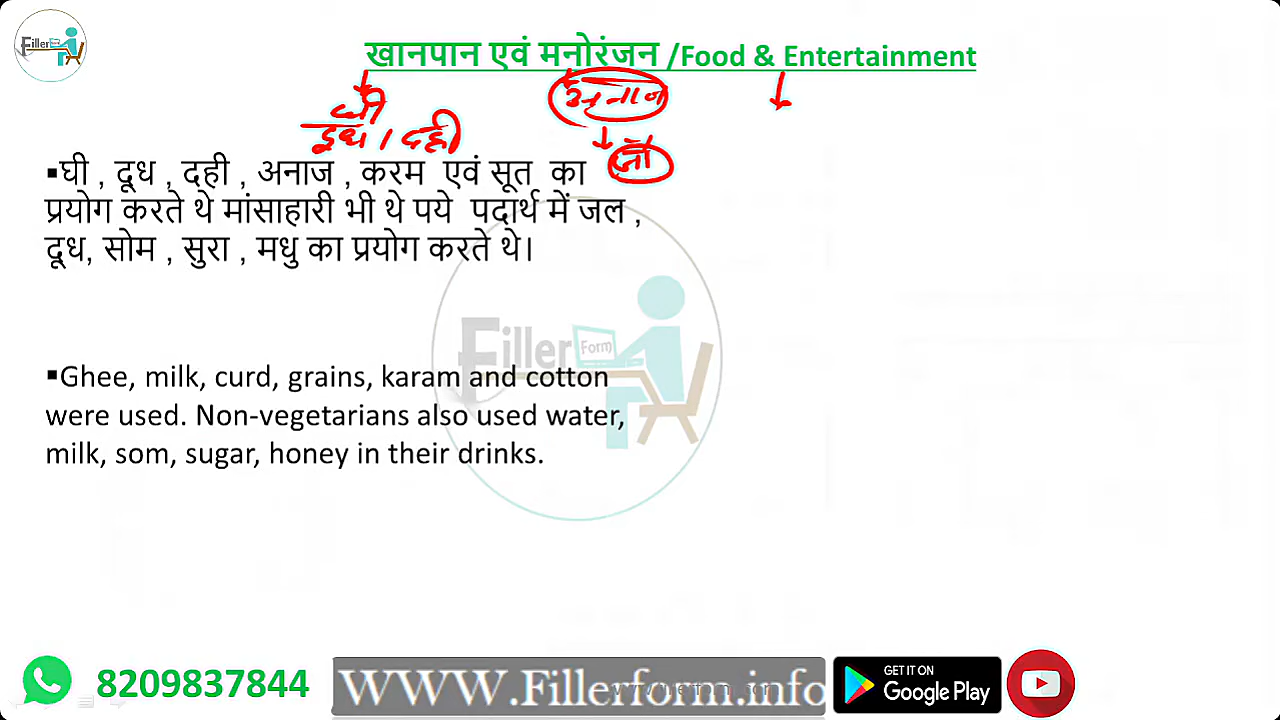 Filler Form
खानपान एवं मनोरंजन /Food & Entertainment
घी
दूध / दही
अनाज
जौ
▪घी , दूध , दही , अनाज , करम एवं सूत का
प्रयोग करते थे मांसाहारी भी थे पये पदार्थ में जल ,
दूध, सोम , सुरा , मधु का प्रयोग करते थे।
Filler Form
▪Ghee, milk, curd, grains, karam and cotton
were used. Non-vegetarians also used water,
milk, som, sugar, honey in their drinks.
8209837844
WWW.Fillerform.info
GET IT ON
Google Play